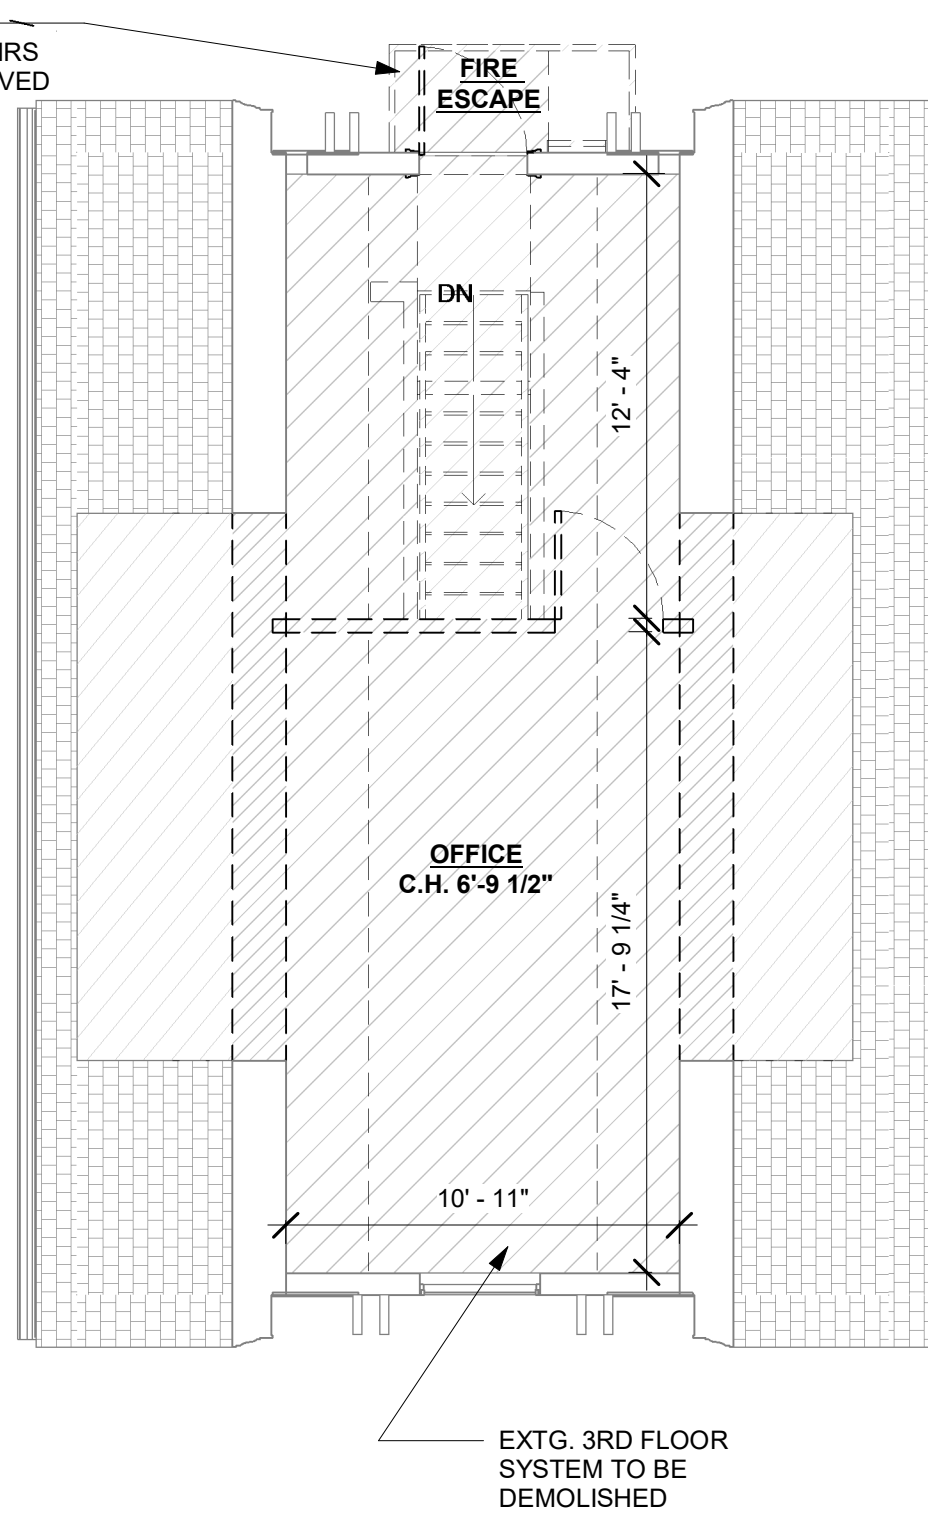 IRS
VED
FIRE
ESCAPE
DN
12' - 4"
OFFICE
C.H. 6'-9 1/2"
17' - 9 1/4"
10' - 11"
EXTG. 3RD FLOOR
SYSTEM TO BE
DEMOLISHED